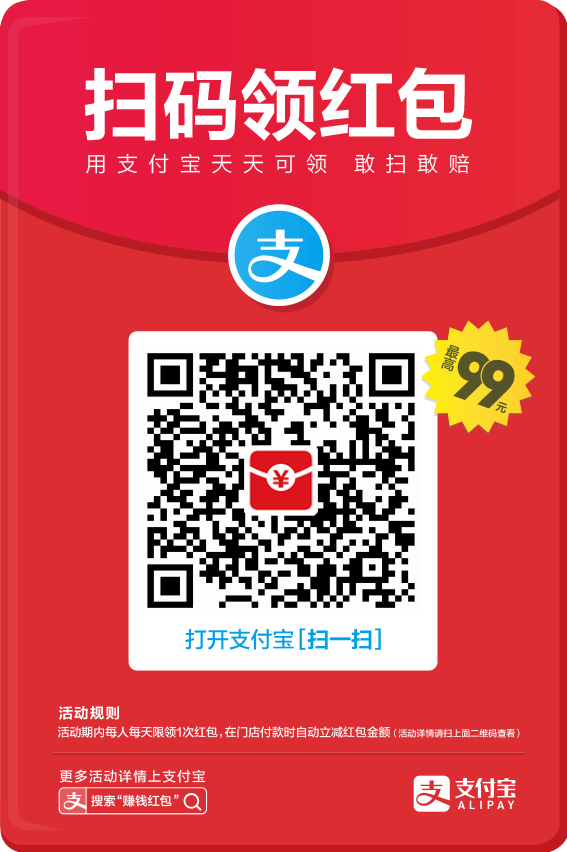 扫码领红包
用支付宝天天可领 敢扫敢赔
支
最高
99
元
¥
打开支付宝[扫一扫]
活动规则
活动期内每人每天限领1次红包，在门店付款时自动立减红包金额（活动详情请扫上面二维码查看）
更多活动详情上支付宝
支 搜索“赚钱红包”
支 支付宝
ALIPAY